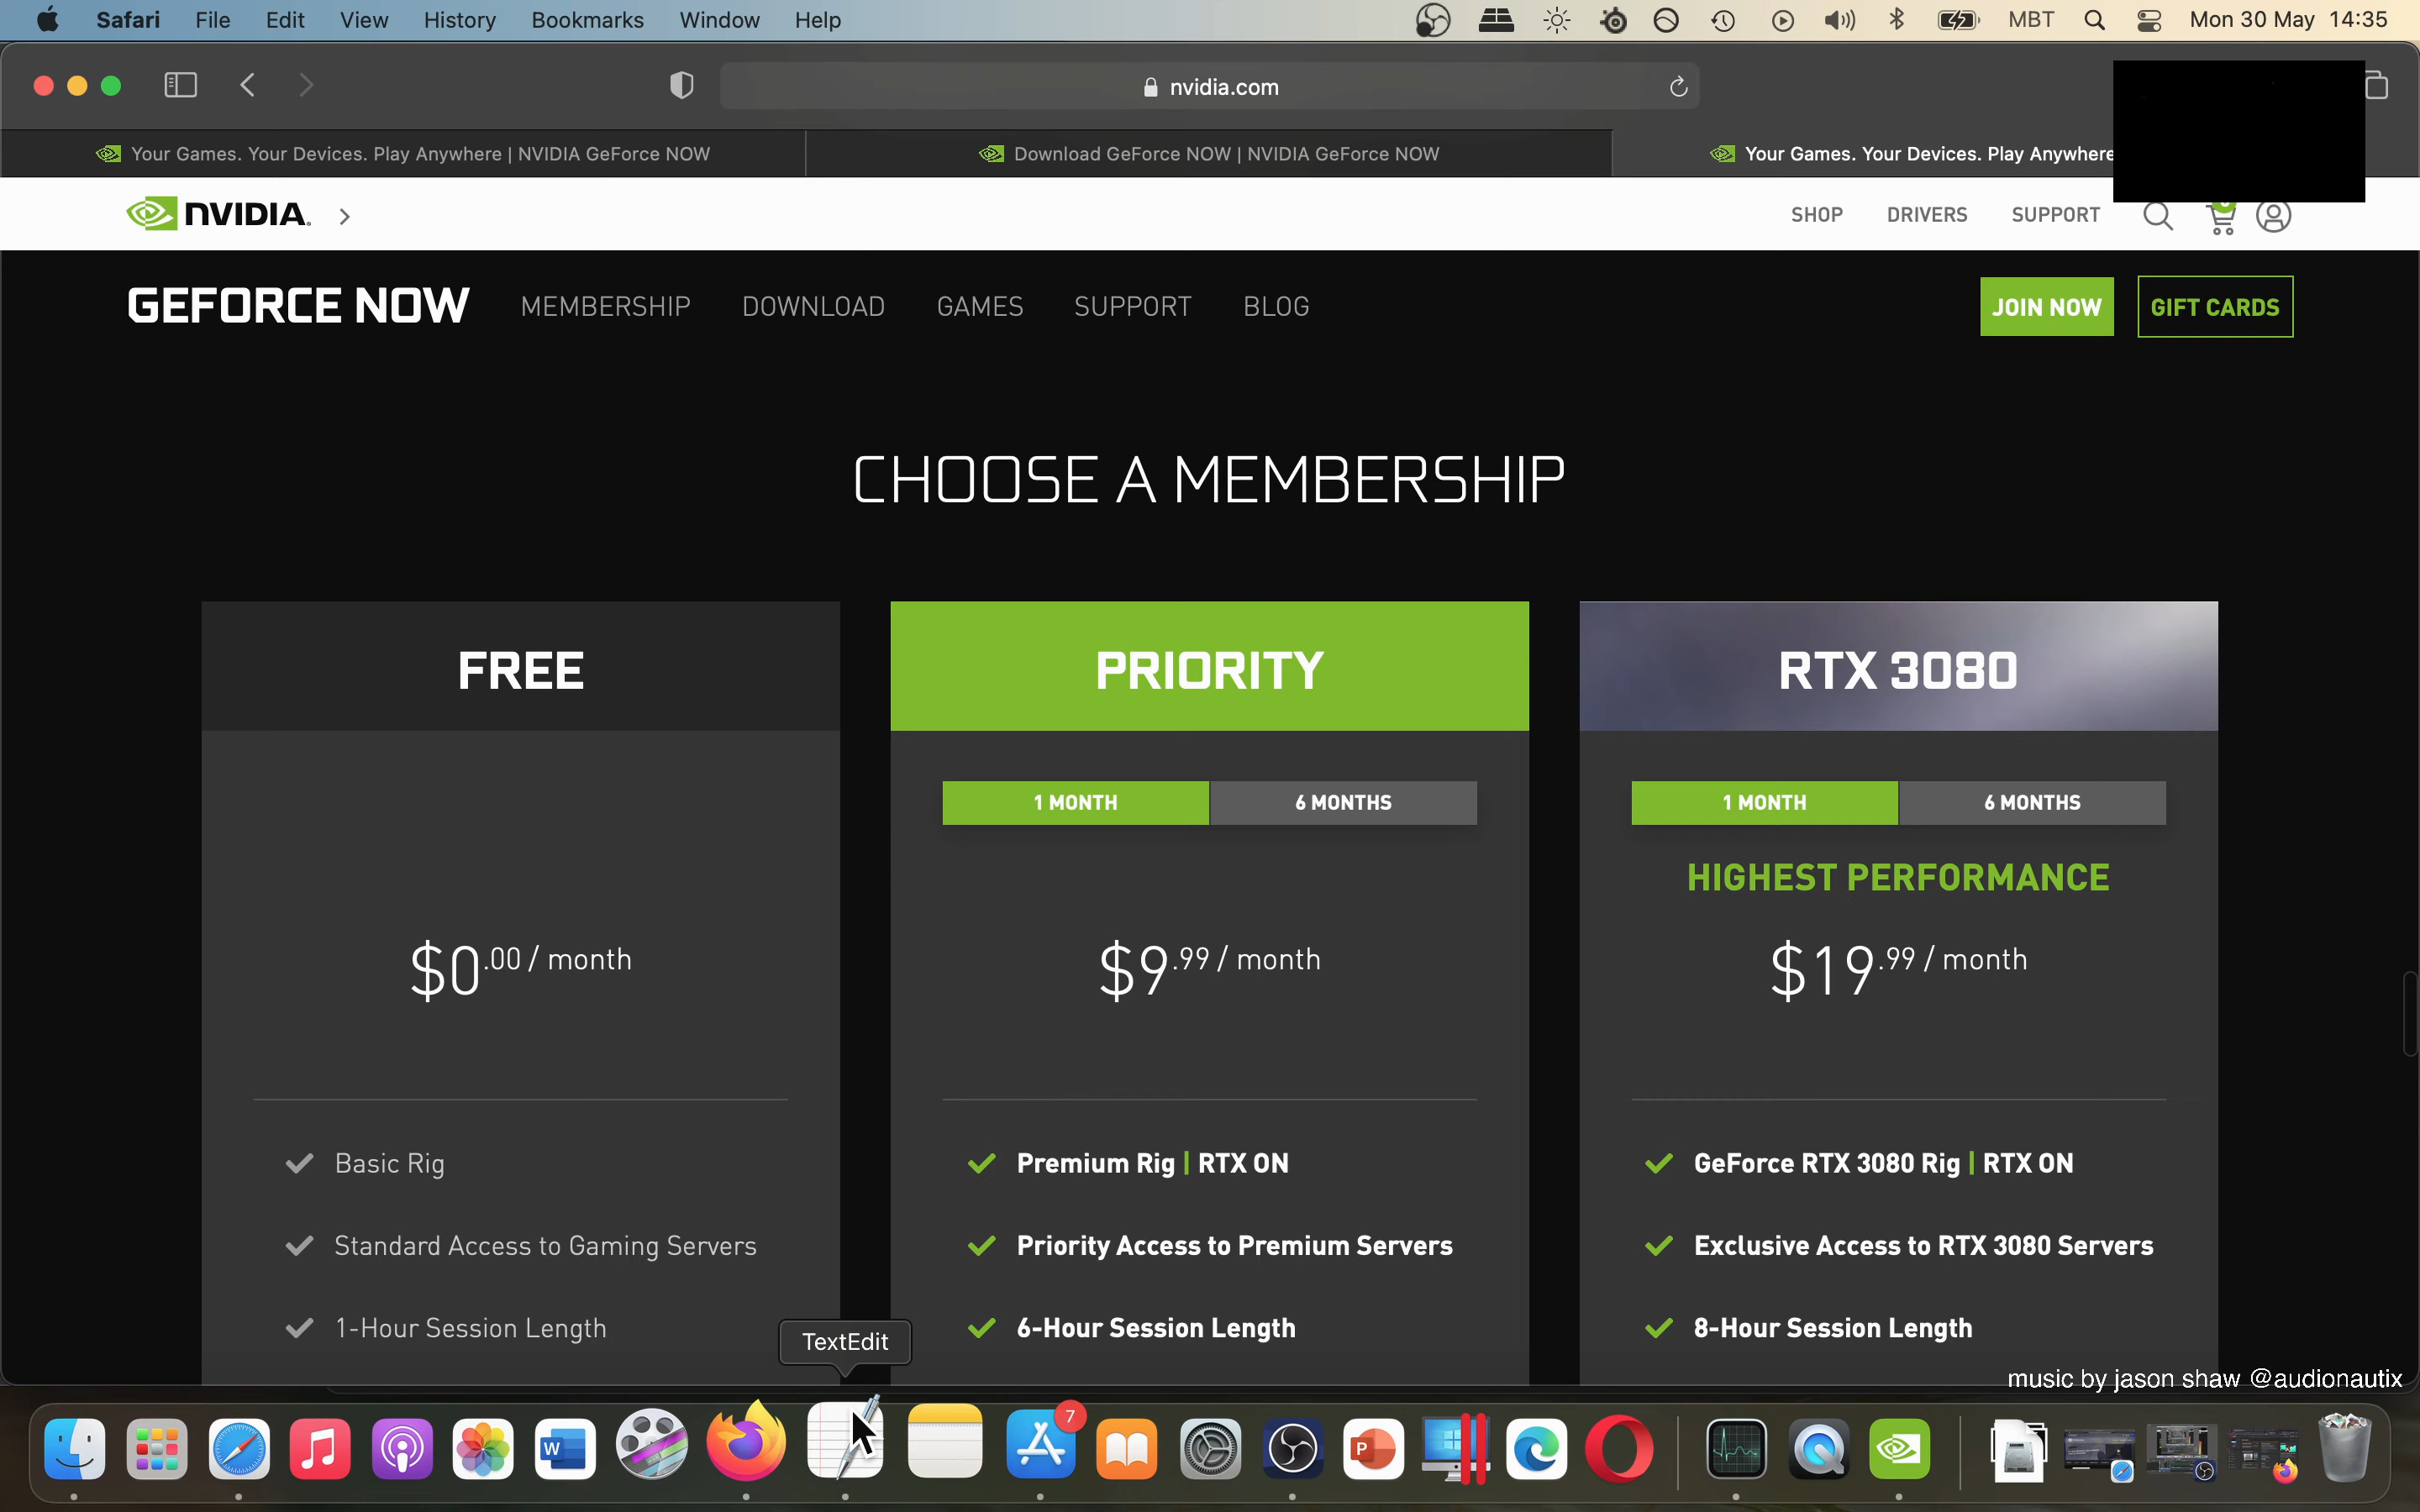 Safari File Edit View History Bookmarks Window Help MBT Mon 30 May 14:35
nvidia.com
Your Games. Your Devices. Play Anywhere | NVIDIA GeForce NOW
Download GeForce NOW | NVIDIA GeForce NOW
Your Games. Your Devices. Play Anywhere
NVIDIA.
SHOP DRIVERS SUPPORT
GEFORCE NOW MEMBERSHIP DOWNLOAD GAMES SUPPORT BLOG JOIN NOW GIFT CARDS
CHOOSE A MEMBERSHIP
FREE
$0.00 / month
Basic Rig
Standard Access to Gaming Servers
1-Hour Session Length
PRIORITY
1 MONTH 6 MONTHS
$9.99 / month
Premium Rig | RTX ON
Priority Access to Premium Servers
6-Hour Session Length
RTX 3080
1 MONTH 6 MONTHS
HIGHEST PERFORMANCE
$19.99 / month
GeForce RTX 3080 Rig | RTX ON
Exclusive Access to RTX 3080 Servers
8-Hour Session Length
TextEdit
music by jason shaw @audionautix
7
W
P